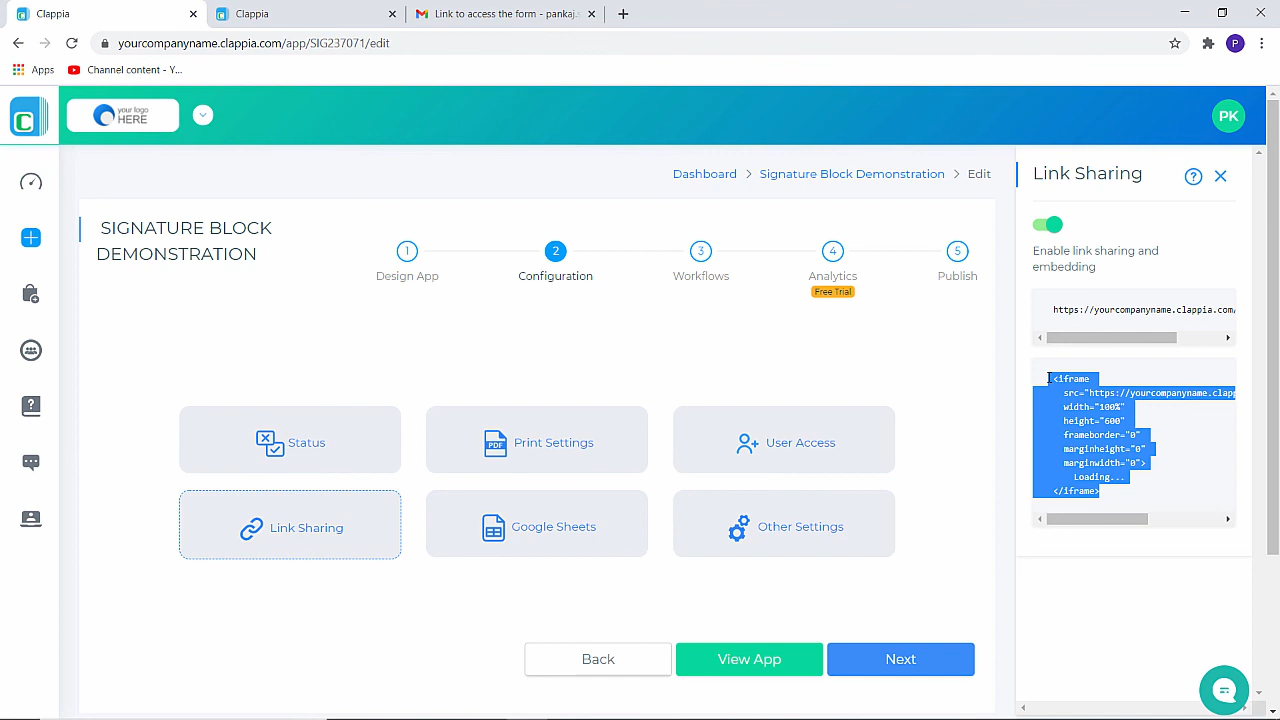 Clappia
Clappia
Link to access the form - pankaj.s
yourcompanyname.clappia.com/app/SIG237071/edit
P
Apps
Channel content - Y...
C
your logo
HERE
PK
Dashboard > Signature Block Demonstration > Edit
SIGNATURE BLOCK
DEMONSTRATION
1
2
3
4
5
Design App
Configuration
Workflows
Analytics
Publish
Free Trial
Status
Print Settings
User Access
Link Sharing
Google Sheets
Other Settings
PDF
Back
View App
Next
Link Sharing
?
Enable link sharing and
embedding
https://yourcompanyname.clappia.com/
<iframe
src="https://yourcompanyname.clapp
width="100%"
height="600"
frameborder="0"
marginheight="0"
marginwidth="0">
Loading...
</iframe>